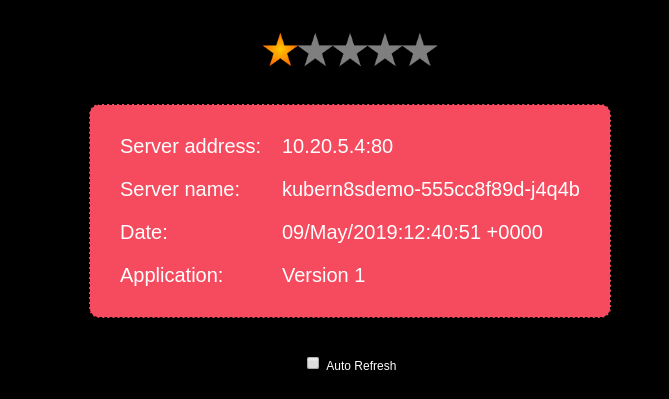 Server address: 10.20.5.4:80
Server name: kubern8sdemo-555cc8f89d-j4q4b
Date: 09/May/2019:12:40:51 +0000
Application: Version 1
Auto Refresh